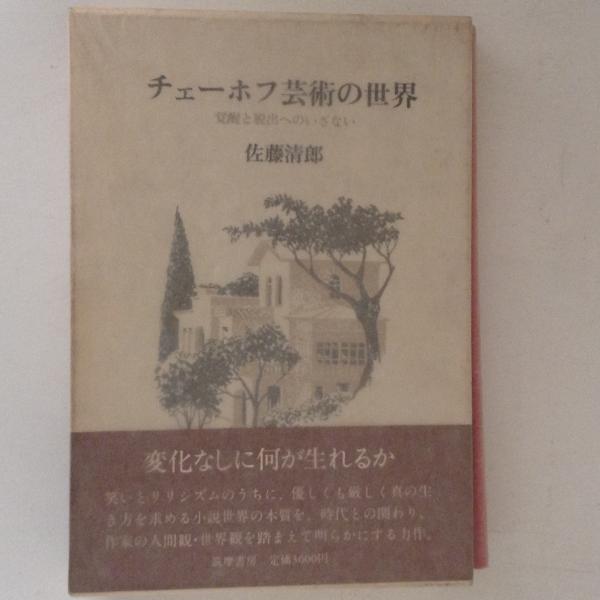 チェーホフ芸術の世界
覚醒と脱出へのいざない
佐藤清郎
変化なしに何が生れるか
笑いとリリシズムのうちに、優しくも厳しく真の生
き方を求める小説世界の本質を、時代との関わり、
作家の人間観・世界観を踏まえて明らかにする力作。
筑摩書房 定価3600円